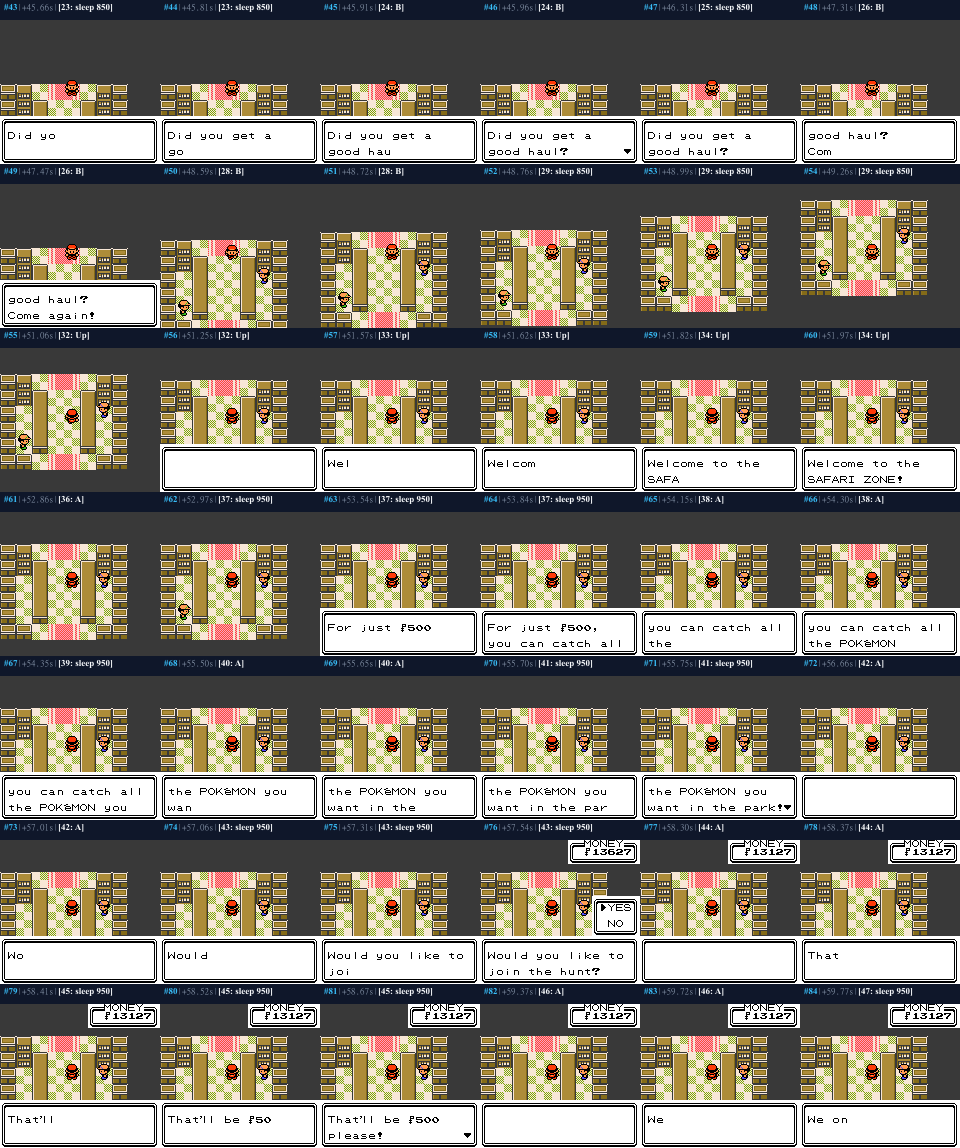 #43|+45.66s| [23: sleep 850]
#44|+45.81s| [23: sleep 850]
#45|+45.91s| [24: B]
#46|+45.96s| [24: B]
#47|+46.31s| [25: sleep 850]
#48|+47.31s| [26: B]
Did yo
Did you get a
go
Did you get a
good hau
Did you get a
good haul?
Did you get a
good haul?
good haul?
Com
#49|+47.47s| [26: B]
#50|+48.59s| [28: B]
#51|+48.72s| [28: B]
#52|+48.76s| [29: sleep 850]
#53|+48.99s| [29: sleep 850]
#54|+49.26s| [29: sleep 850]
good haul?
Come again!
#55|+51.06s| [32: Up]
#56|+51.25s| [32: Up]
#57|+51.57s| [33: Up]
#58|+51.62s| [33: Up]
#59|+51.82s| [34: Up]
#60|+51.97s| [34: Up]
Wel
Welcom
Welcome to the
SAFA
Welcome to the
SAFARI ZONE!
#61|+52.86s| [36: A]
#62|+52.97s| [37: sleep 950]
#63|+53.54s| [37: sleep 950]
#64|+53.84s| [37: sleep 950]
#65|+54.15s| [38: A]
#66|+54.30s| [38: A]
For just ₽500
For just ₽500,
you can catch all
you can catch all
the
you can catch all
the POKéMON
#67|+54.35s| [39: sleep 950]
#68|+55.50s| [40: A]
#69|+55.65s| [40: A]
#70|+55.70s| [41: sleep 950]
#71|+55.75s| [41: sleep 950]
#72|+56.66s| [42: A]
you can catch all
the POKéMON you
the POKéMON you
wan
the POKéMON you
want in the
the POKéMON you
want in the par
the POKéMON you
want in the park!
#73|+57.01s| [42: A]
#74|+57.06s| [43: sleep 950]
#75|+57.31s| [43: sleep 950]
#76|+57.54s| [43: sleep 950]
#77|+58.30s| [44: A]
#78|+58.37s| [44: A]
MONEY
₽13627
MONEY
₽13127
MONEY
₽13127
YES
NO
Wo
Would
Would you like to
joi
Would you like to
join the hunt?
That
#79|+58.41s| [45: sleep 950]
#80|+58.52s| [45: sleep 950]
#81|+58.67s| [45: sleep 950]
#82|+59.37s| [46: A]
#83|+59.72s| [46: A]
#84|+59.77s| [47: sleep 950]
MONEY
₽13127
MONEY
₽13127
MONEY
₽13127
MONEY
₽13127
MONEY
₽13127
MONEY
₽13127
That'll
That'll be ₽50
That'll be ₽500
please!
We
We on